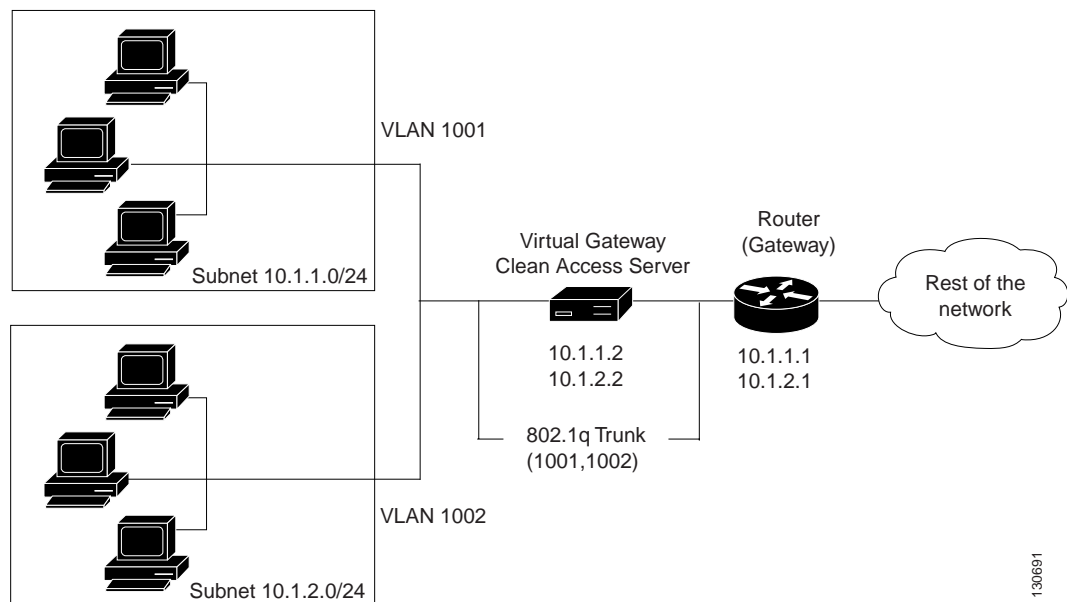 VLAN 1001
Subnet 10.1.1.0/24
Virtual Gateway
Clean Access Server
10.1.1.2
10.1.2.2
Router
(Gateway)
10.1.1.1
10.1.2.1
Rest of the
network
802.1q Trunk
(1001,1002)
VLAN 1002
Subnet 10.1.2.0/24
130691